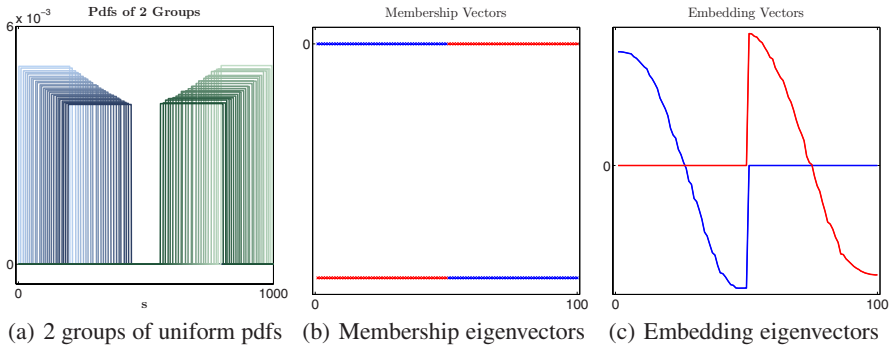 Pdfs of 2 Groups
6 x 10⁻³
0
0
s
1000
Membership Vectors
0
0
100
Embedding Vectors
0
0
100
(a) 2 groups of uniform pdfs
(b) Membership eigenvectors
(c) Embedding eigenvectors